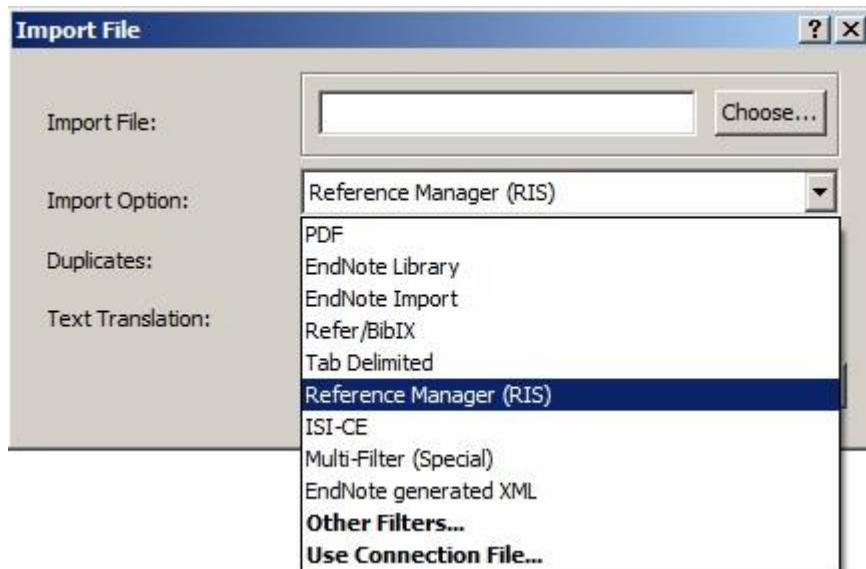 Import File
Import File:
Choose...
Import Option:
Reference Manager (RIS)
Duplicates:
Text Translation:
PDF
EndNote Library
EndNote Import
Refer/BibIX
Tab Delimited
Reference Manager (RIS)
ISI-CE
Multi-Filter (Special)
EndNote generated XML
Other Filters...
Use Connection File...